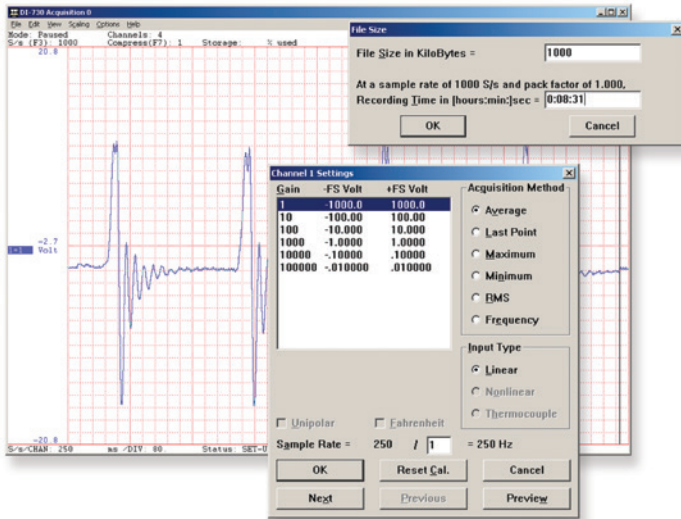 DI-730 Acquisition 0
File Edit View Scaling Options Help
Mode: Paused Channels: 4
S/s (F3): 1000 Compress(F7): 1 Storage: % used
20.8
-2.7
1=1 Volt
-20.8
S/s/CHAN: 250 ms /DIV: 80. Status: SET-U
File Size
File Size in KiloBytes = 1000
At a sample rate of 1000 S/s and pack factor of 1.000,
Recording Time in [hours:min:]sec = 0:08:31
OK Cancel
Channel 1 Settings
Gain -FS Volt +FS Volt
1 -1000.0 1000.0
10 -100.00 100.00
100 -10.000 10.000
1000 -1.0000 1.0000
10000 -.10000 .10000
100000 -.010000 .010000
Acquisition Method
Average
Last Point
Maximum
Minimum
RMS
Frequency
Input Type
Linear
Nonlinear
Thermocouple
Unipolar Fahrenheit
Sample Rate = 250 / 1 = 250 Hz
OK Reset Cal. Cancel
Next Previous Preview